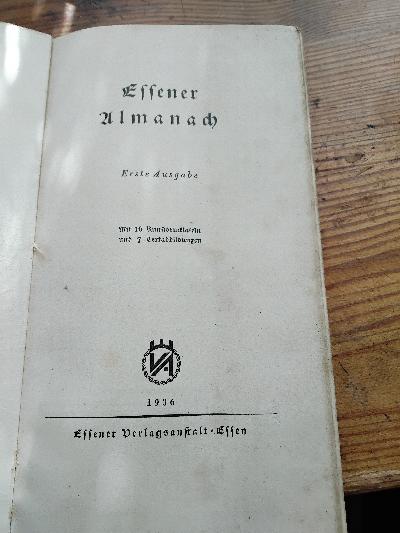 Essener
Almanach
Erste Ausgabe
Mit 16 Kunstdrucktafeln
und 7 Textabbildungen
1936
Essener Verlagsanstalt · Essen